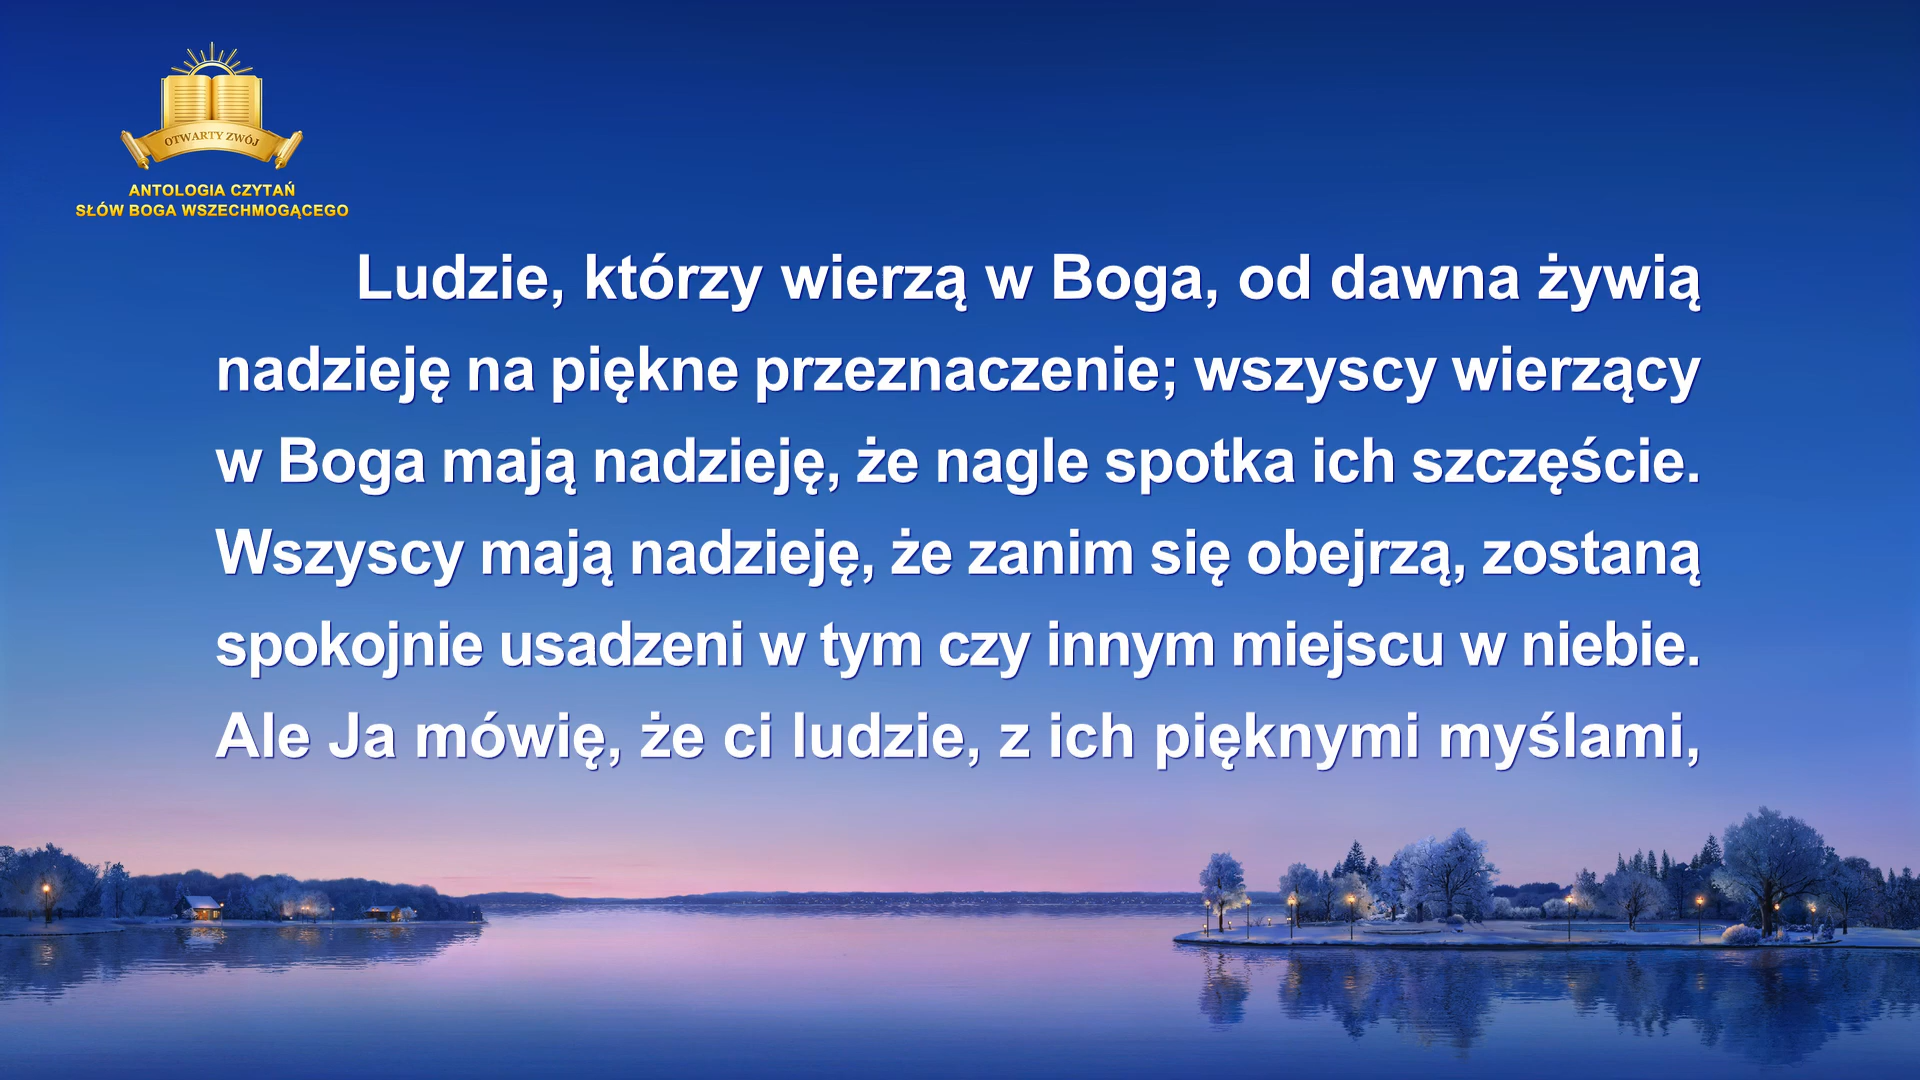 OTWARTY ZWÓJ
ANTOLOGIA CZYTAŃ
SŁÓW BOGA WSZECHMOGĄCEGO
Ludzie, którzy wierzą w Boga, od dawna żywią
nadzieję na piękne przeznaczenie; wszyscy wierzący
w Boga mają nadzieję, że nagle spotka ich szczęście.
Wszyscy mają nadzieję, że zanim się obejrzą, zostaną
spokojnie usadzeni w tym czy innym miejscu w niebie.
Ale Ja mówię, że ci ludzie, z ich pięknymi myślami,